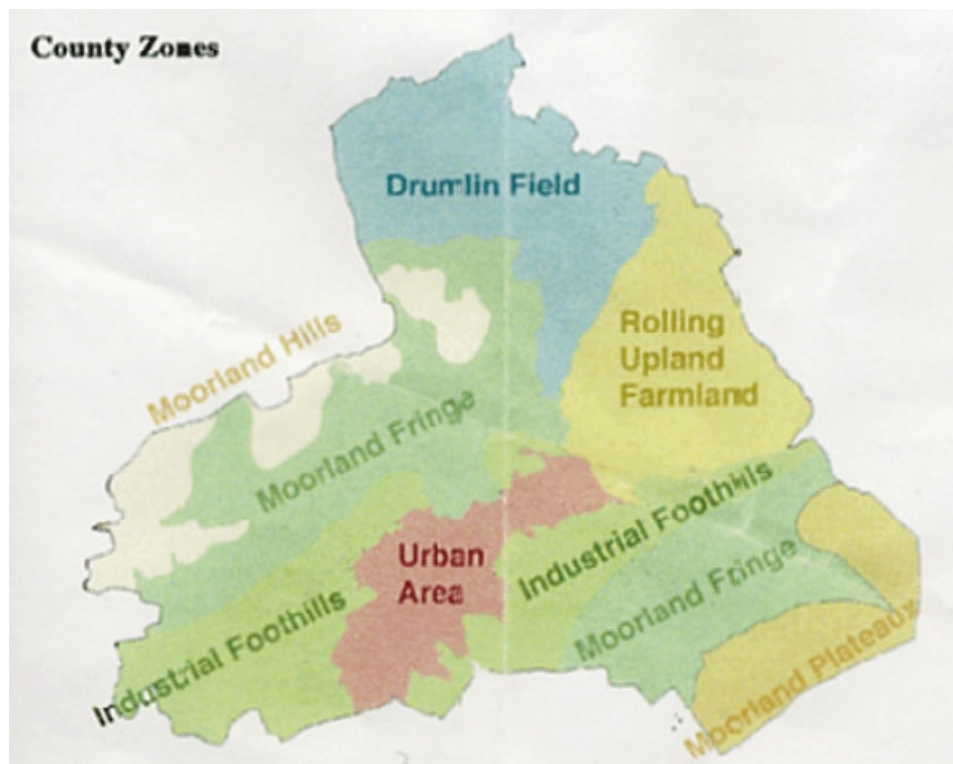 County Zones
Drumlin Field
Rolling
Upland
Farmland
Moorland Hills
Moorland Fringe
Industrial Foothills
Urban
Area
Moorland Fringe
Industrial Foothills
Moorland Plateaux